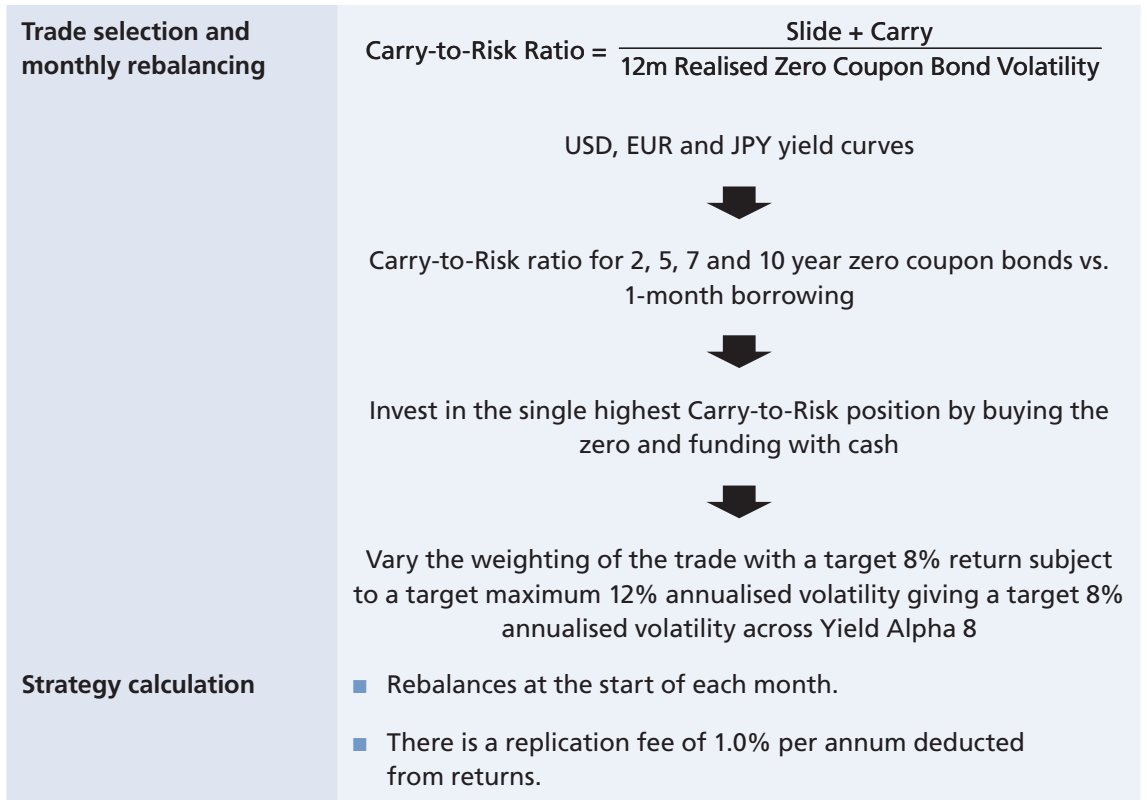 Trade selection and
monthly rebalancing
Carry-to-Risk Ratio = Slide + Carry
12m Realised Zero Coupon Bond Volatility
USD, EUR and JPY yield curves
Carry-to-Risk ratio for 2, 5, 7 and 10 year zero coupon bonds vs.
1-month borrowing
Invest in the single highest Carry-to-Risk position by buying the
zero and funding with cash
Vary the weighting of the trade with a target 8% return subject
to a target maximum 12% annualised volatility giving a target 8%
annualised volatility across Yield Alpha 8
Strategy calculation
■ Rebalances at the start of each month.
■ There is a replication fee of 1.0% per annum deducted
from returns.